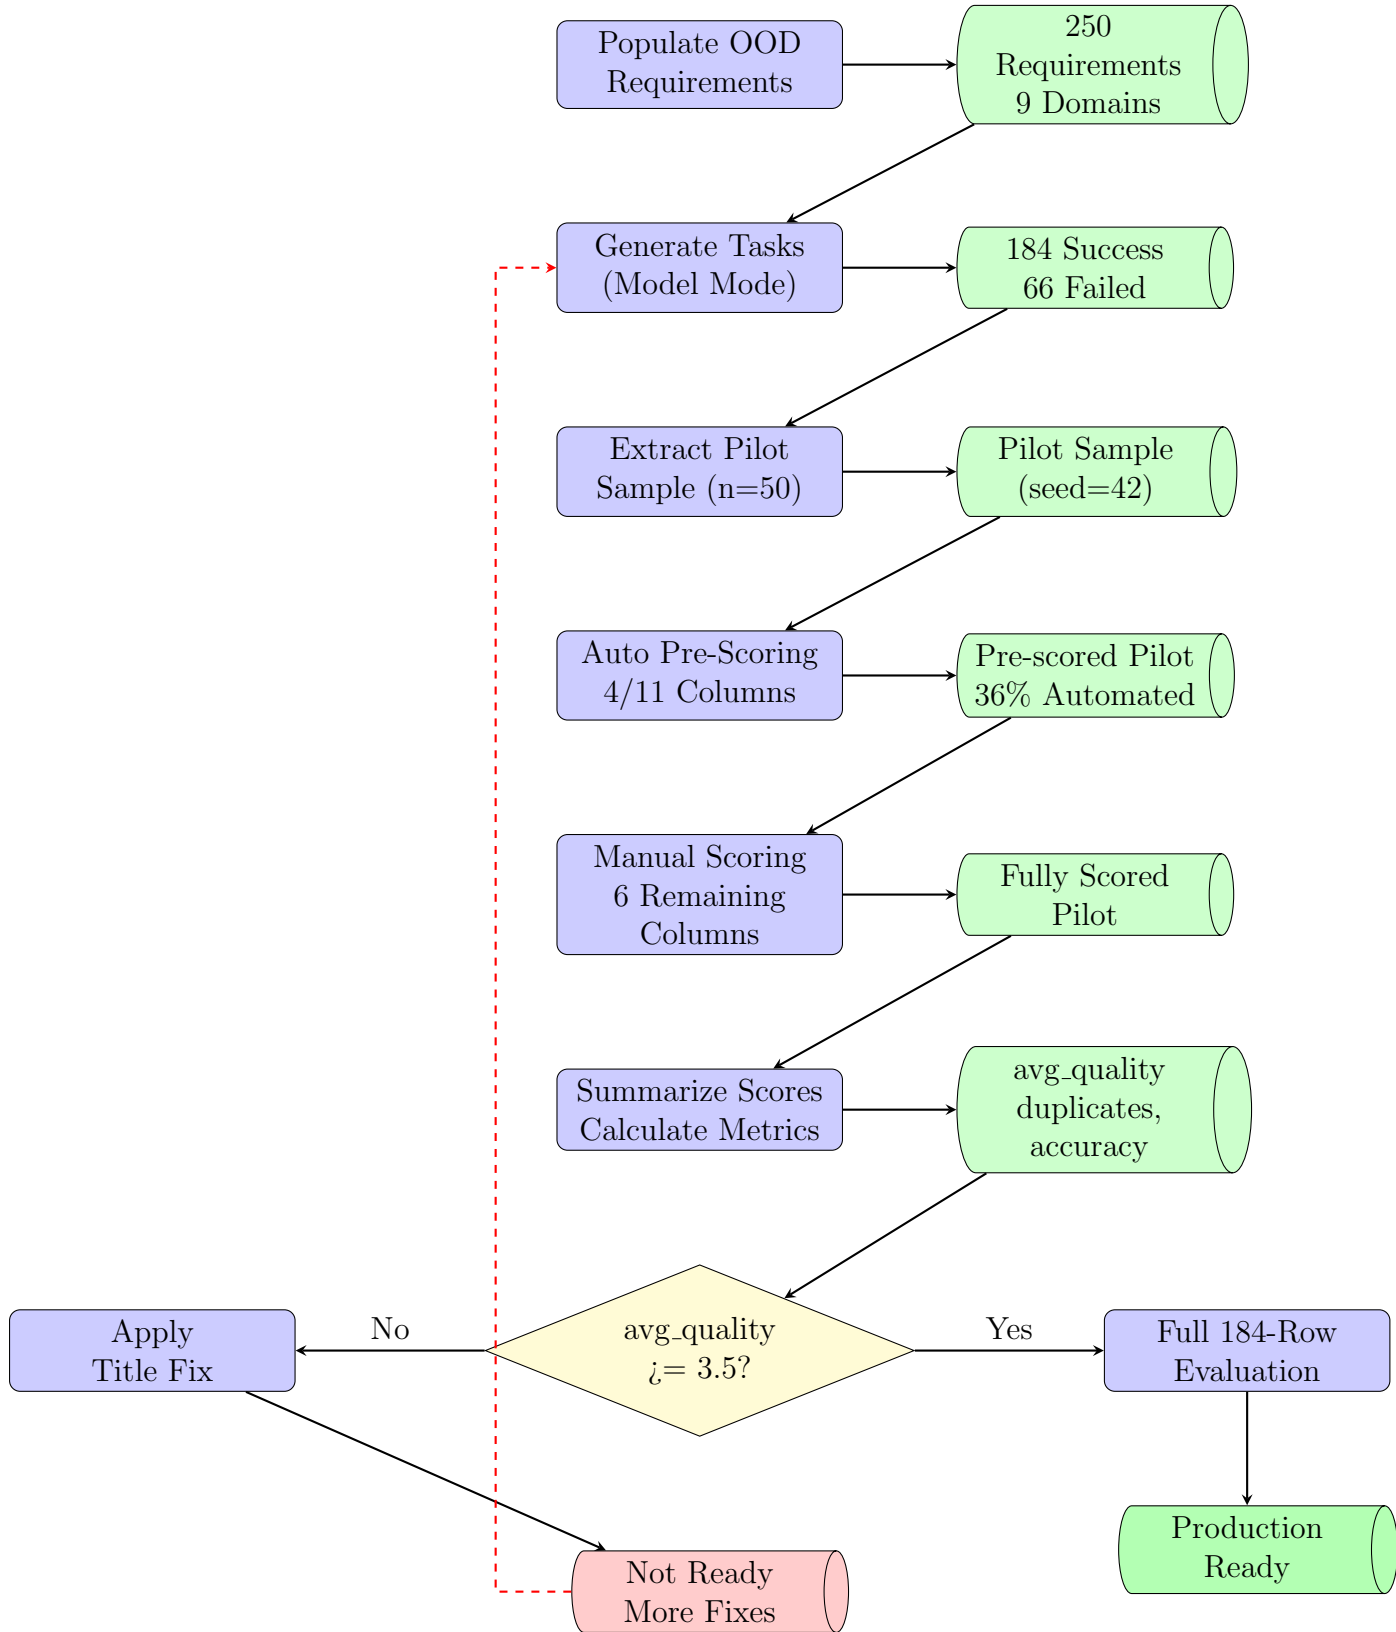 Populate OOD
Requirements
250
Requirements
9 Domains
Generate Tasks
(Model Mode)
184 Success
66 Failed
Extract Pilot
Sample (n=50)
Pilot Sample
(seed=42)
Auto Pre-Scoring
4/11 Columns
Pre-scored Pilot
36% Automated
Manual Scoring
6 Remaining
Columns
Fully Scored
Pilot
Summarize Scores
Calculate Metrics
avg_quality
duplicates,
accuracy
Apply
Title Fix
No
avg_quality
¿= 3.5?
Yes
Full 184-Row
Evaluation
Production
Ready
Not Ready
More Fixes